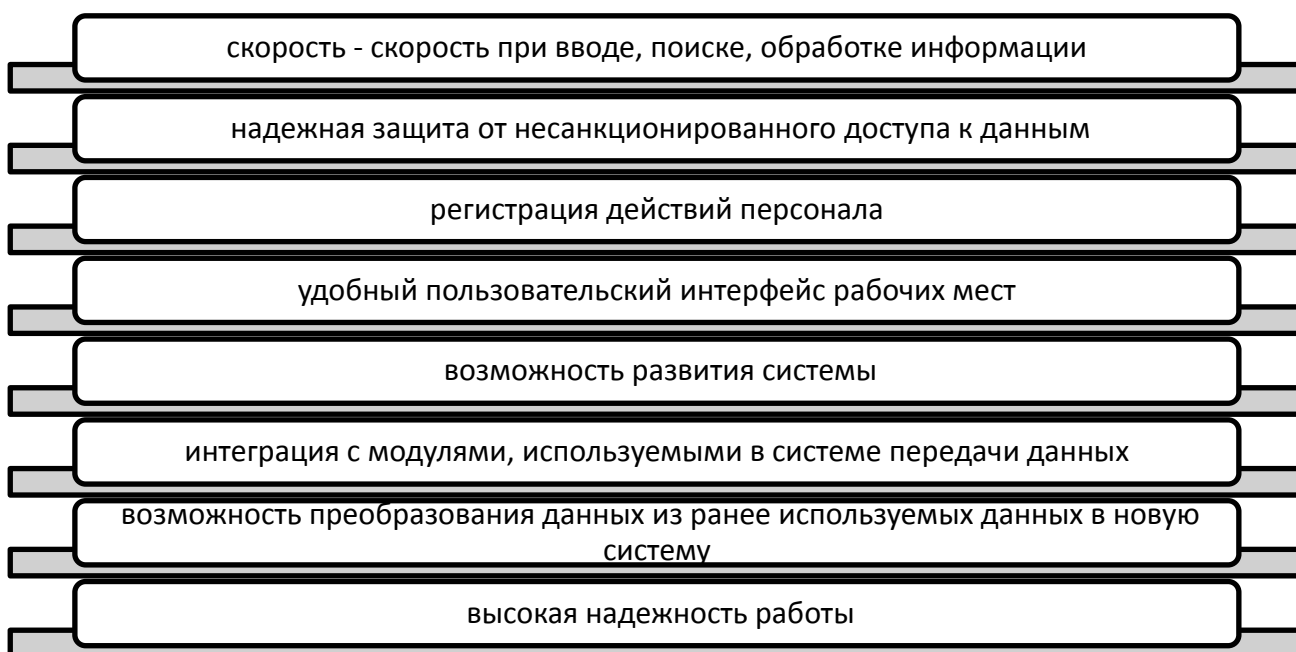 скорость - скорость при вводе, поиске, обработке информации
надежная защита от несанкционированного доступа к данным
регистрация действий персонала
удобный пользовательский интерфейс рабочих мест
возможность развития системы
интеграция с модулями, используемыми в системе передачи данных
возможность преобразования данных из ранее используемых данных в новую
систему
высокая надежность работы